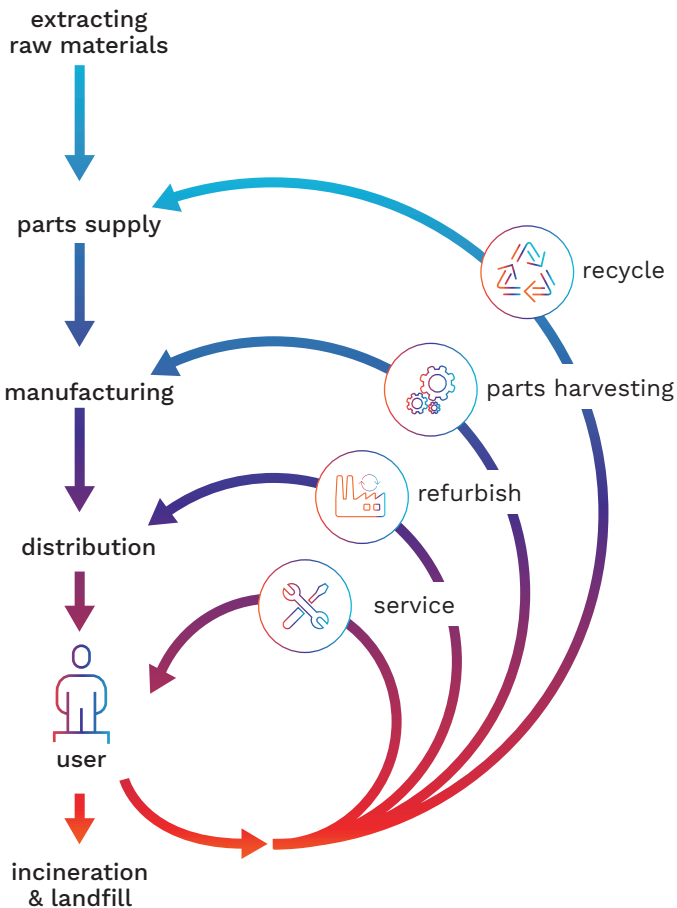 extracting
raw materials
parts supply
recycle
manufacturing
parts harvesting
refurbish
distribution
service
user
incineration
& landfill